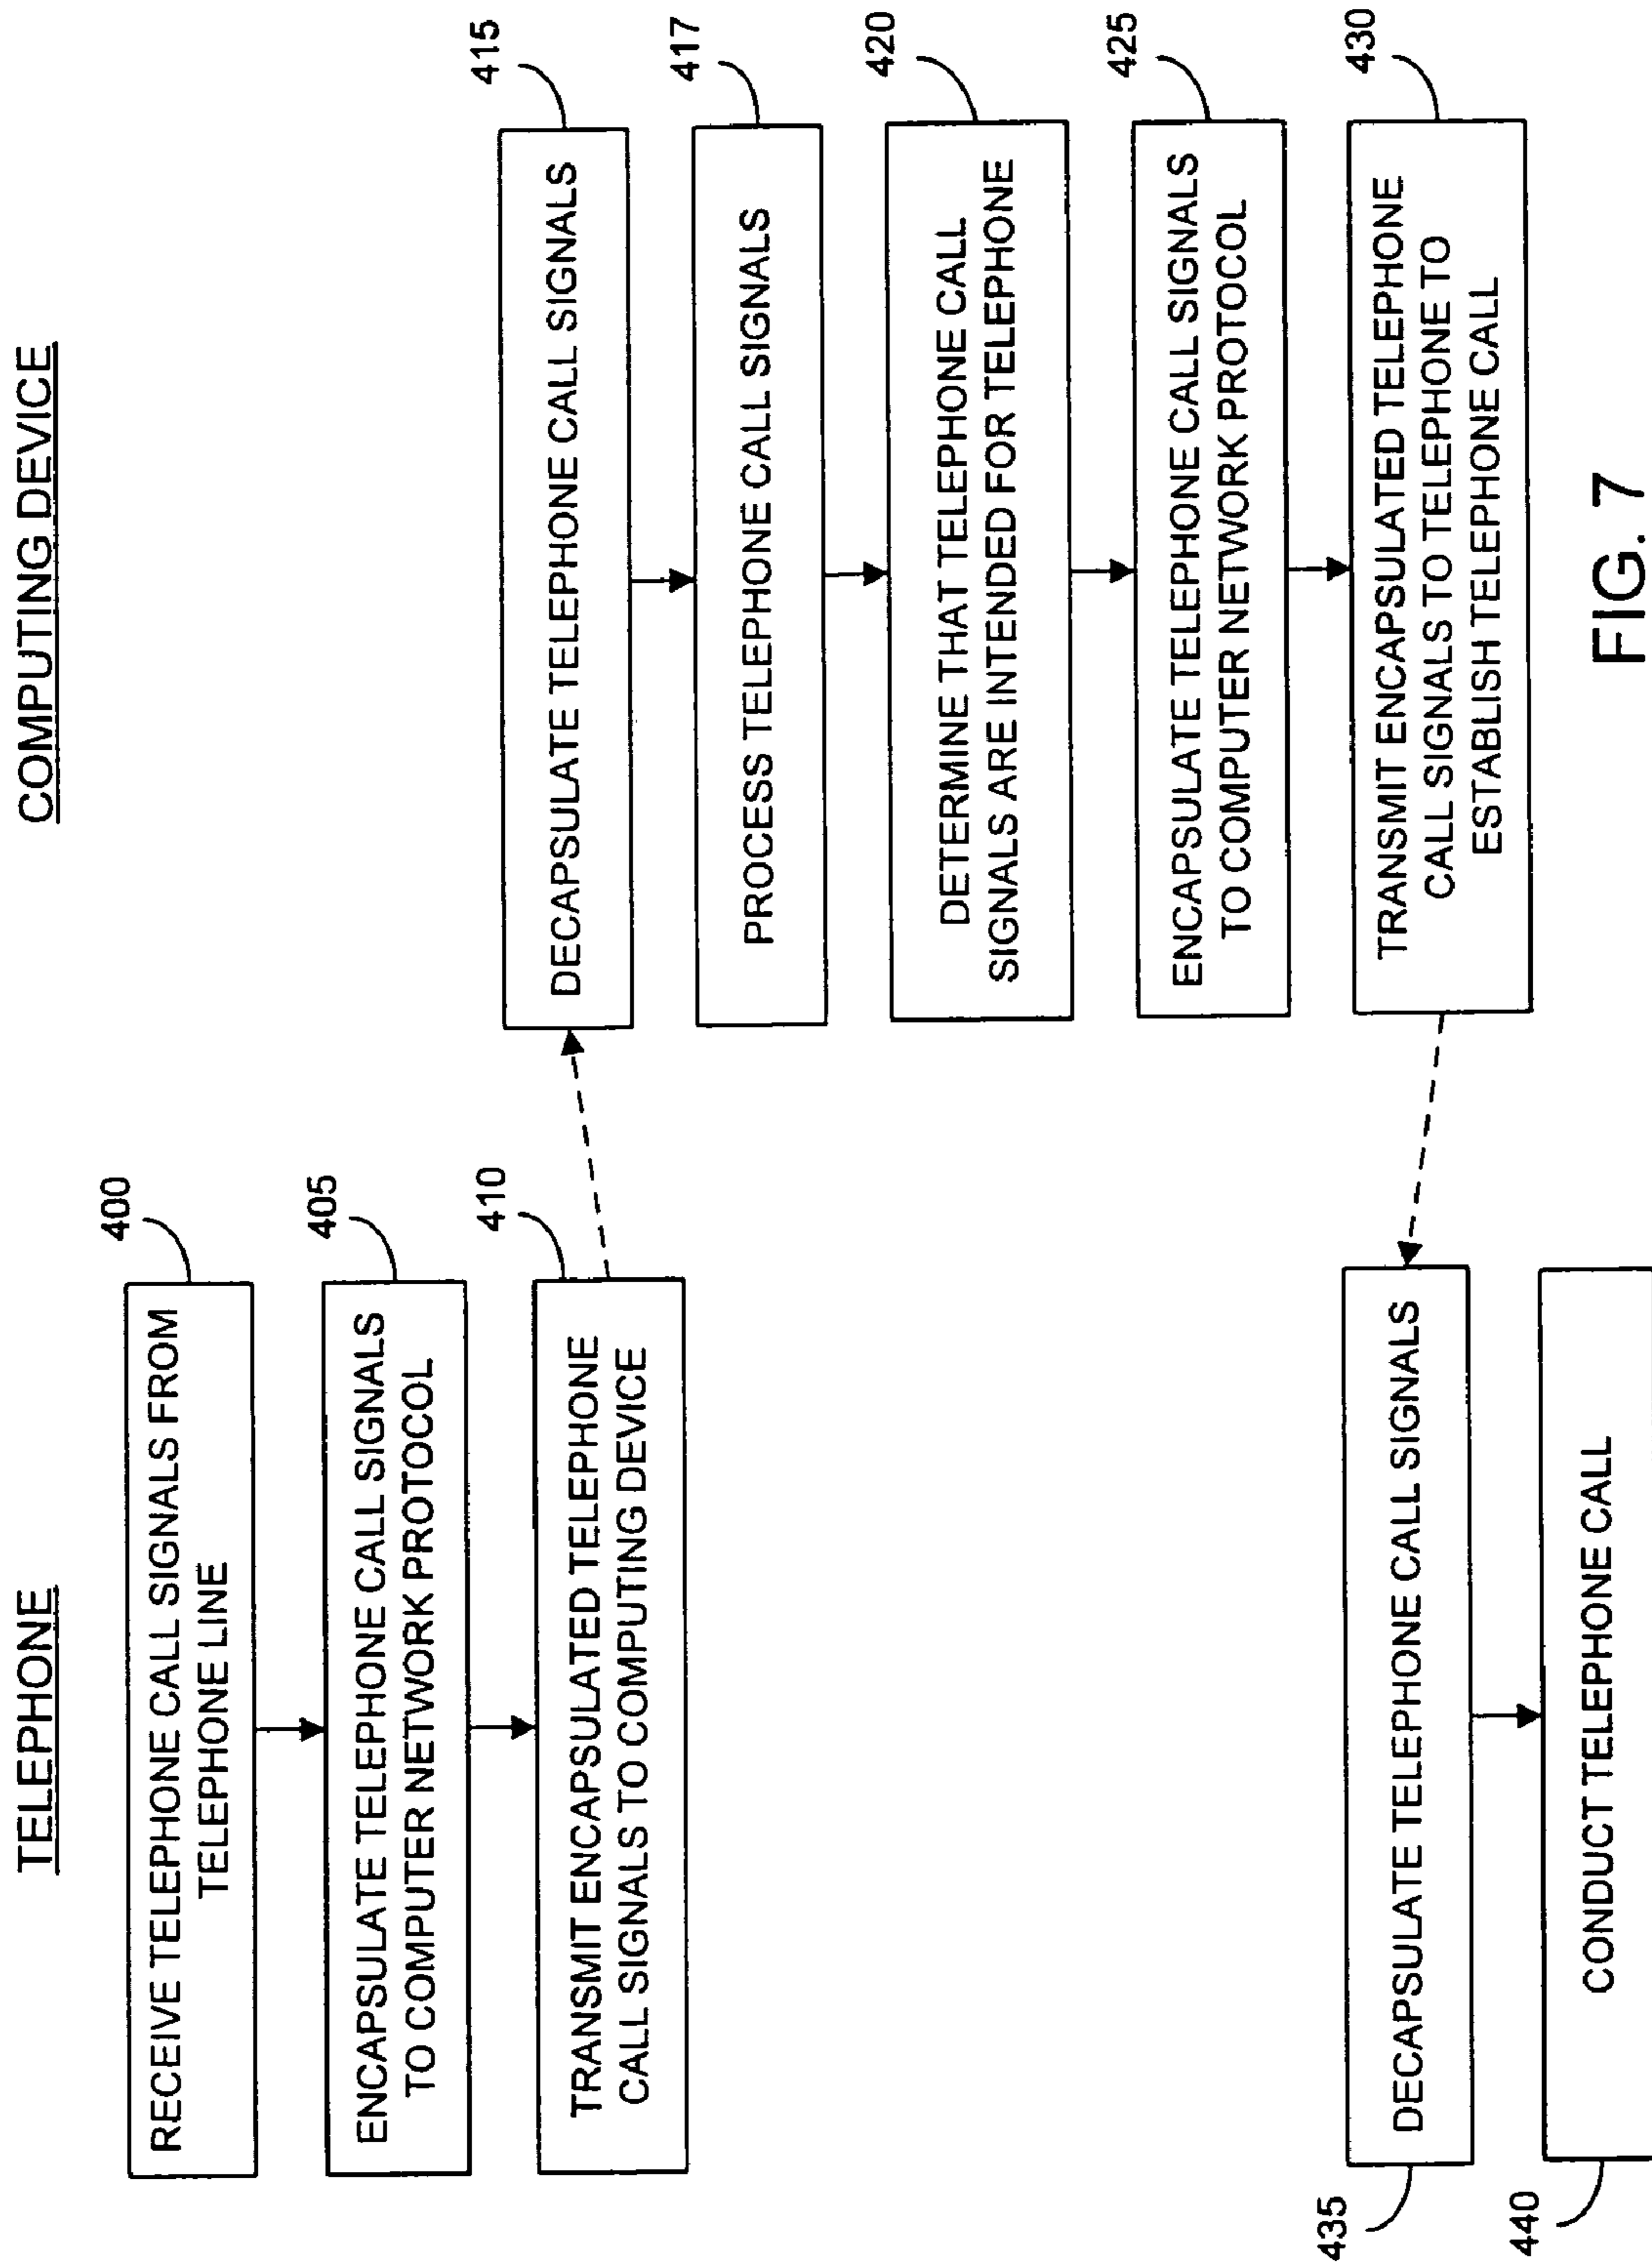 TELEPHONE
COMPUTING DEVICE
400
RECEIVE TELEPHONE CALL SIGNALS FROM
TELEPHONE LINE
405
ENCAPSULATE TELEPHONE CALL SIGNALS
TO COMPUTER NETWORK PROTOCOL
410
TRANSMIT ENCAPSULATED TELEPHONE
CALL SIGNALS TO COMPUTING DEVICE
415
DECAPSULATE TELEPHONE CALL SIGNALS
417
PROCESS TELEPHONE CALL SIGNALS
420
DETERMINE THAT TELEPHONE CALL
SIGNALS ARE INTENDED FOR TELEPHONE
425
ENCAPSULATE TELEPHONE CALL SIGNALS
TO COMPUTER NETWORK PROTOCOL
430
TRANSMIT ENCAPSULATED TELEPHONE
CALL SIGNALS TO TELEPHONE TO
ESTABLISH TELEPHONE CALL
435
DECAPSULATE TELEPHONE CALL SIGNALS
440
CONDUCT TELEPHONE CALL
FIG. 7